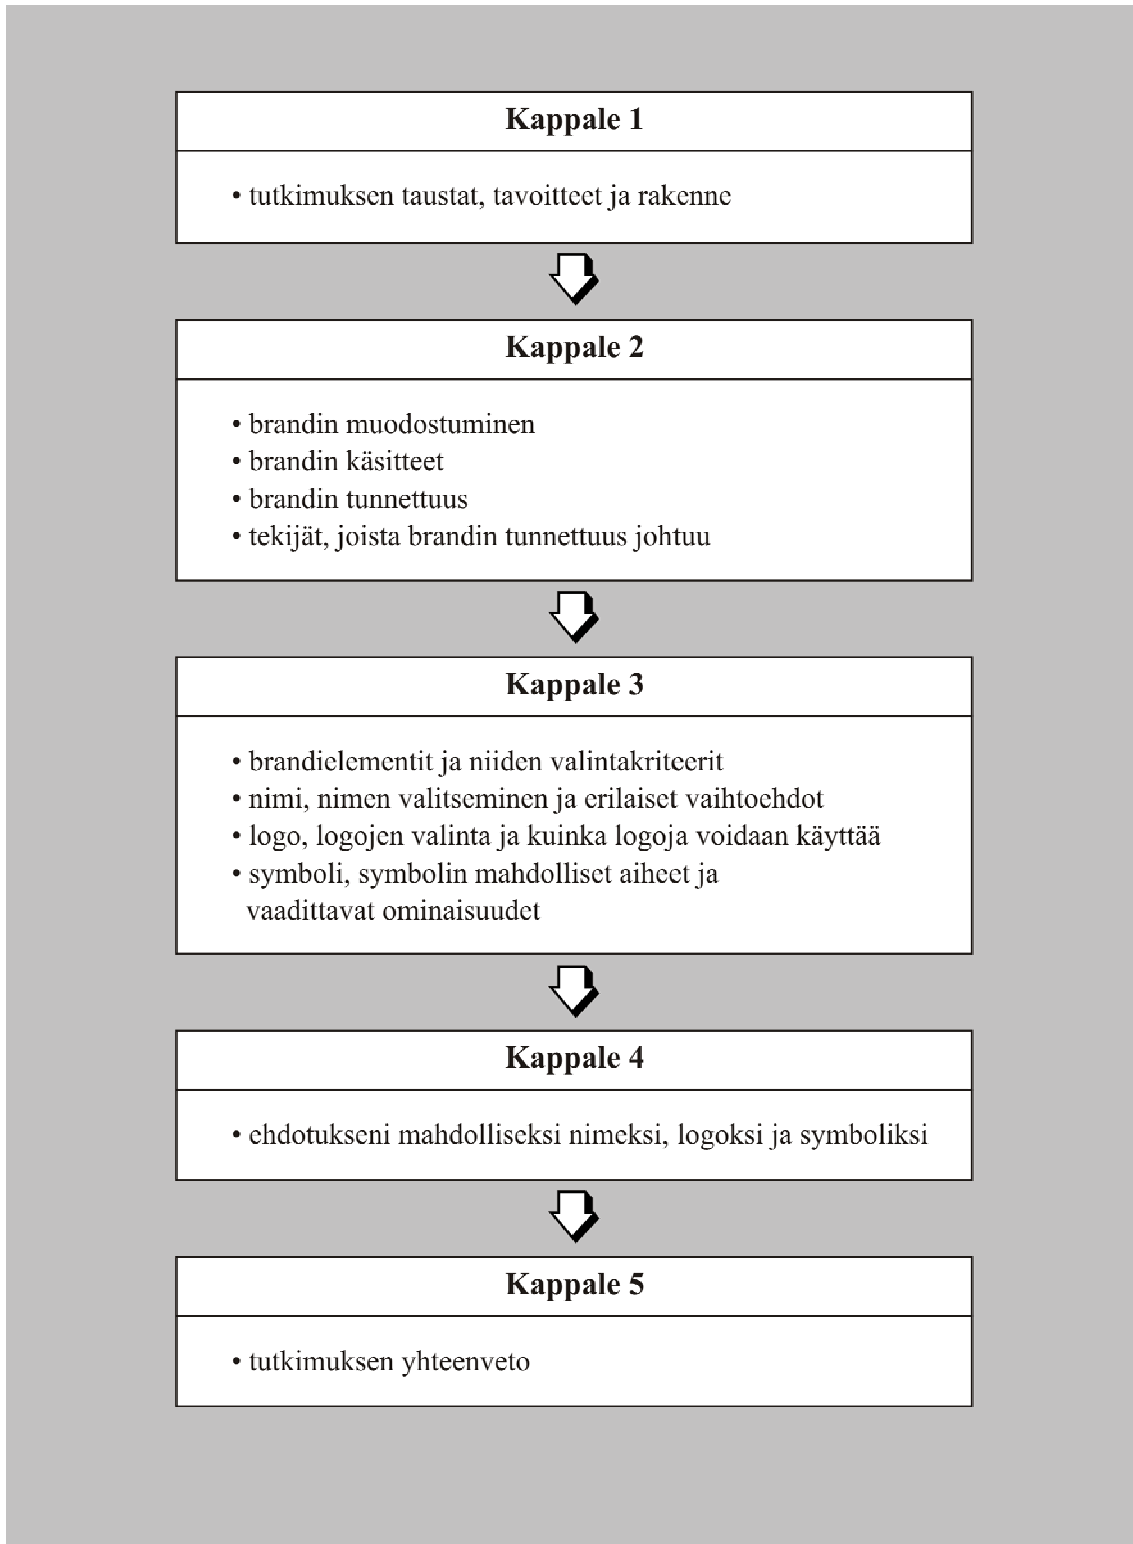 Kappale 1
• tutkimuksen taustat, tavoitteet ja rakenne
Kappale 2
• brandin muodostuminen
• brandin käsitteet
• brandin tunnettuus
• tekijät, joista brandin tunnettuus johtuu
Kappale 3
• brandielementit ja niiden valintakriteerit
• nimi, nimen valitseminen ja erilaiset vaihtoehdot
• logo, logojen valinta ja kuinka logoja voidaan käyttää
• symboli, symbolin mahdolliset aiheet ja
vaadittavat ominaisuudet
Kappale 4
• ehdotukseni mahdolliseksi nimeksi, logoksi ja symboliksi
Kappale 5
• tutkimuksen yhteenveto